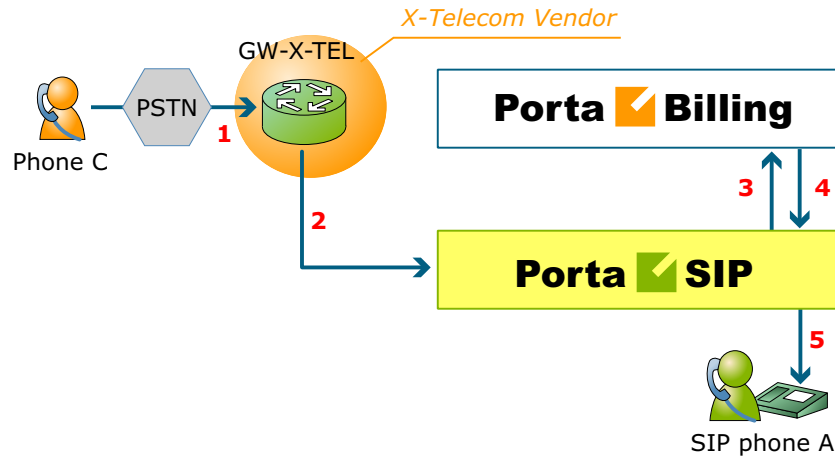 X-Telecom Vendor
GW-X-TEL
PSTN
1
Phone C
Porta Billing
2
3
4
Porta SIP
5
SIP phone A